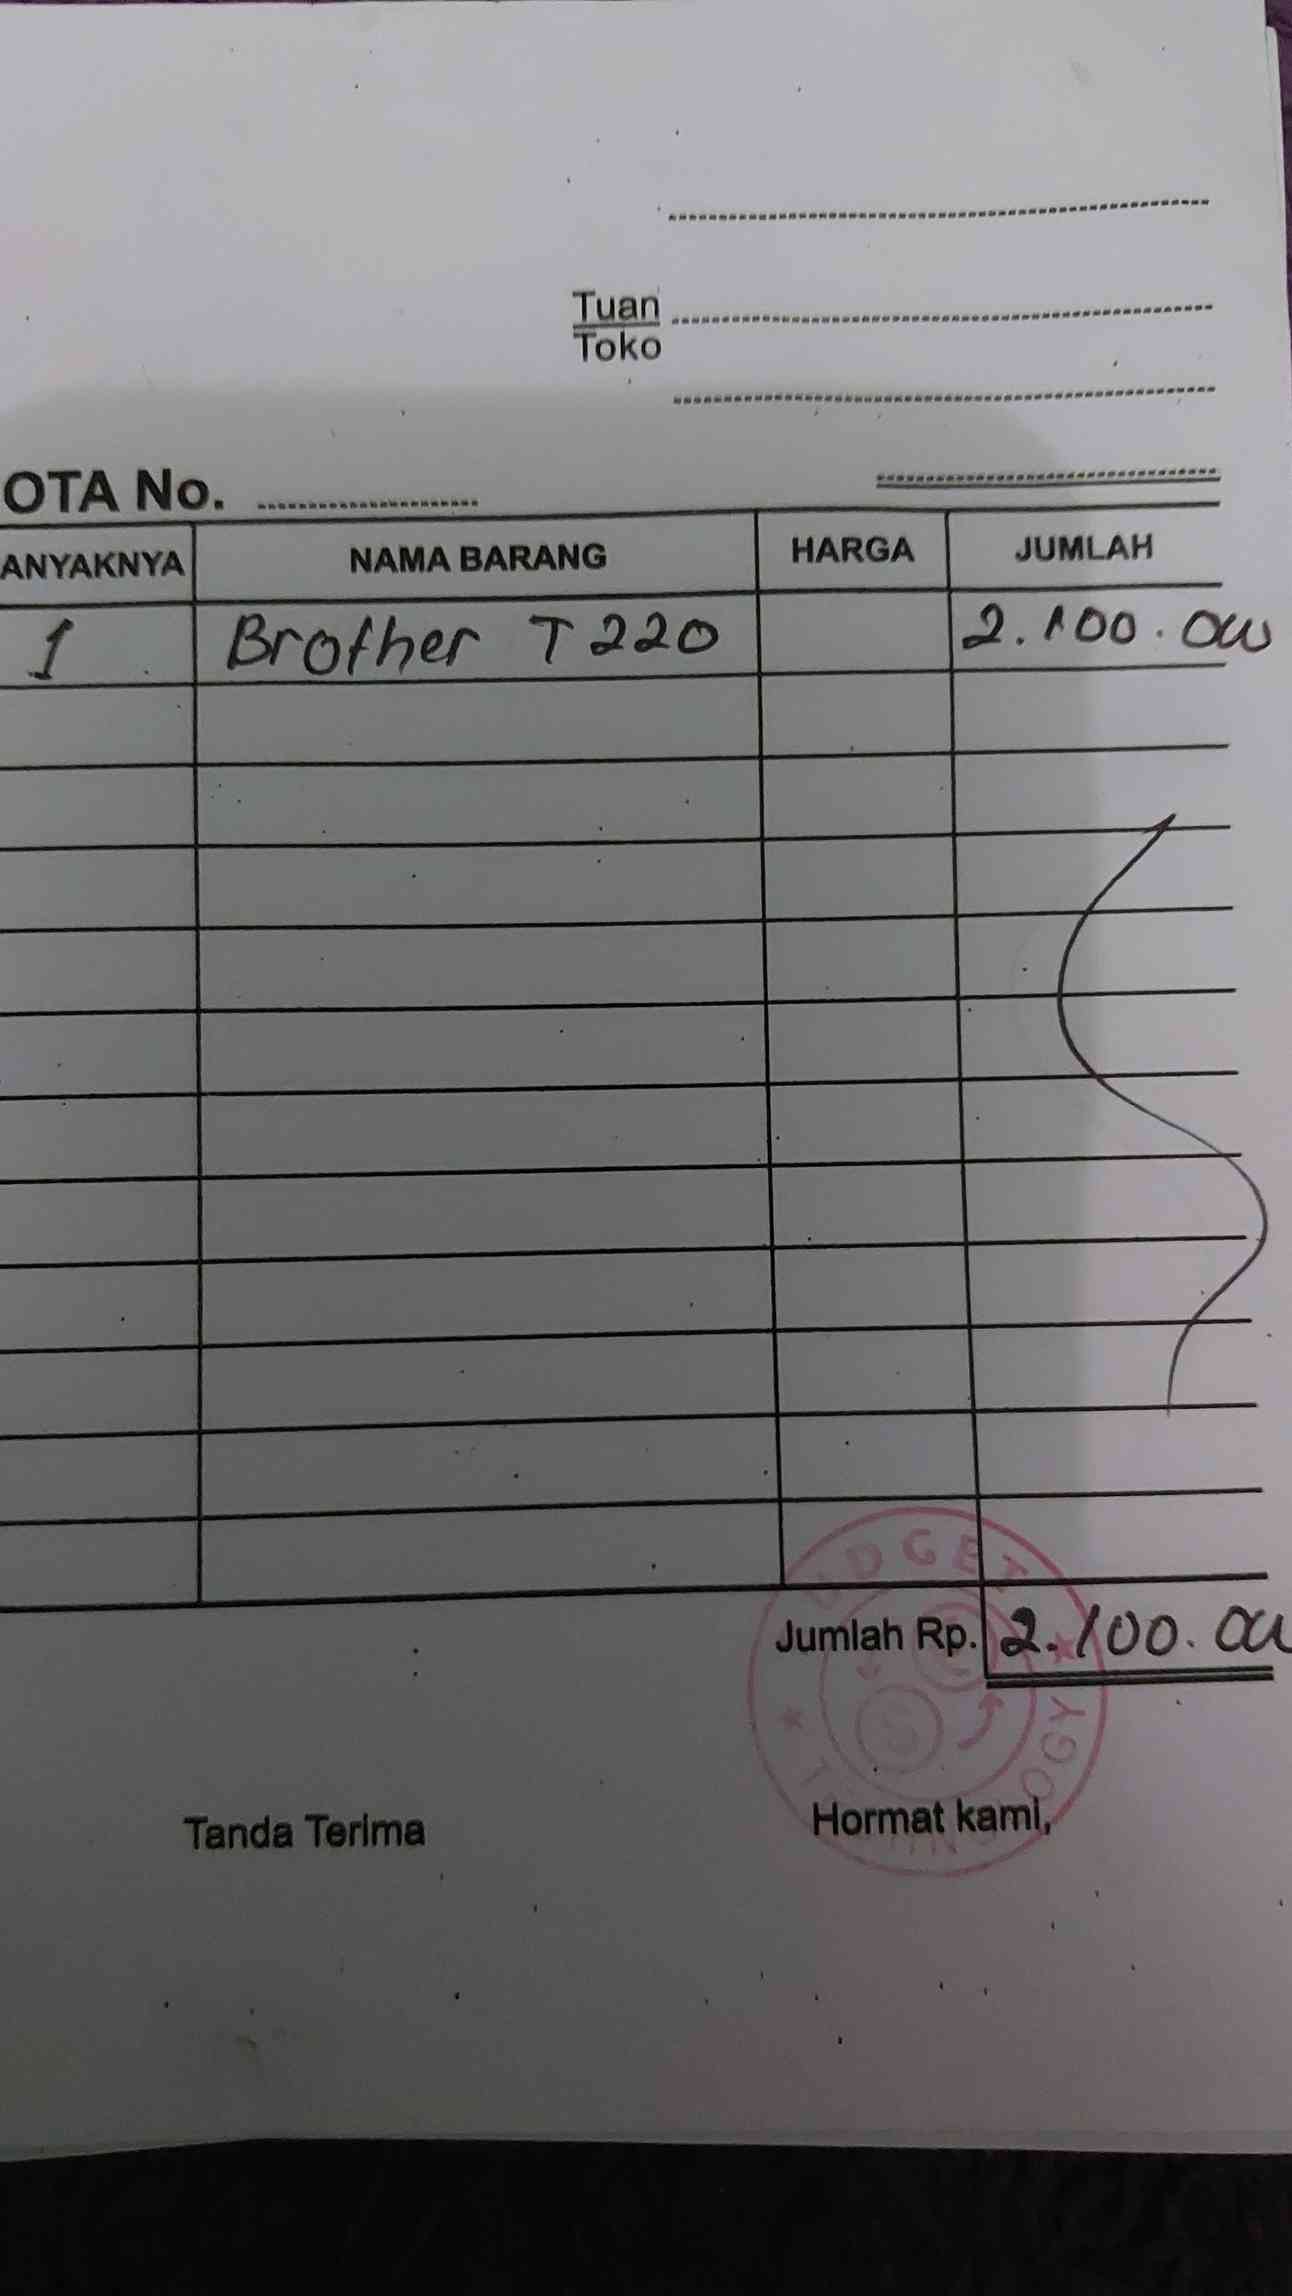 Tuan
Toko
OTA No.
ANYAKNYA NAMA BARANG HARGA JUMLAH
1 Brother T220 2.100.000
Jumlah Rp. 2.100.000
Tanda Terima Hormat kami,